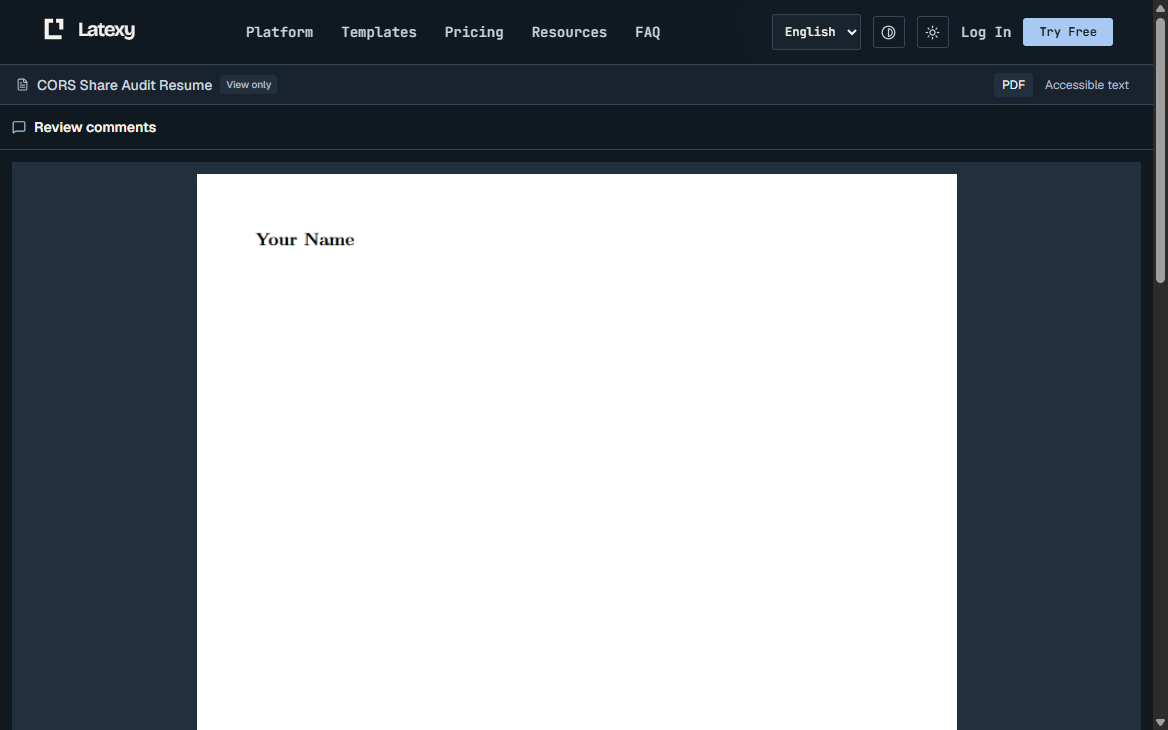 Latexy
Platform
Templates
Pricing
Resources
FAQ
English
Log In
Try Free
CORS Share Audit Resume
View only
PDF
Accessible text
Review comments
Your Name